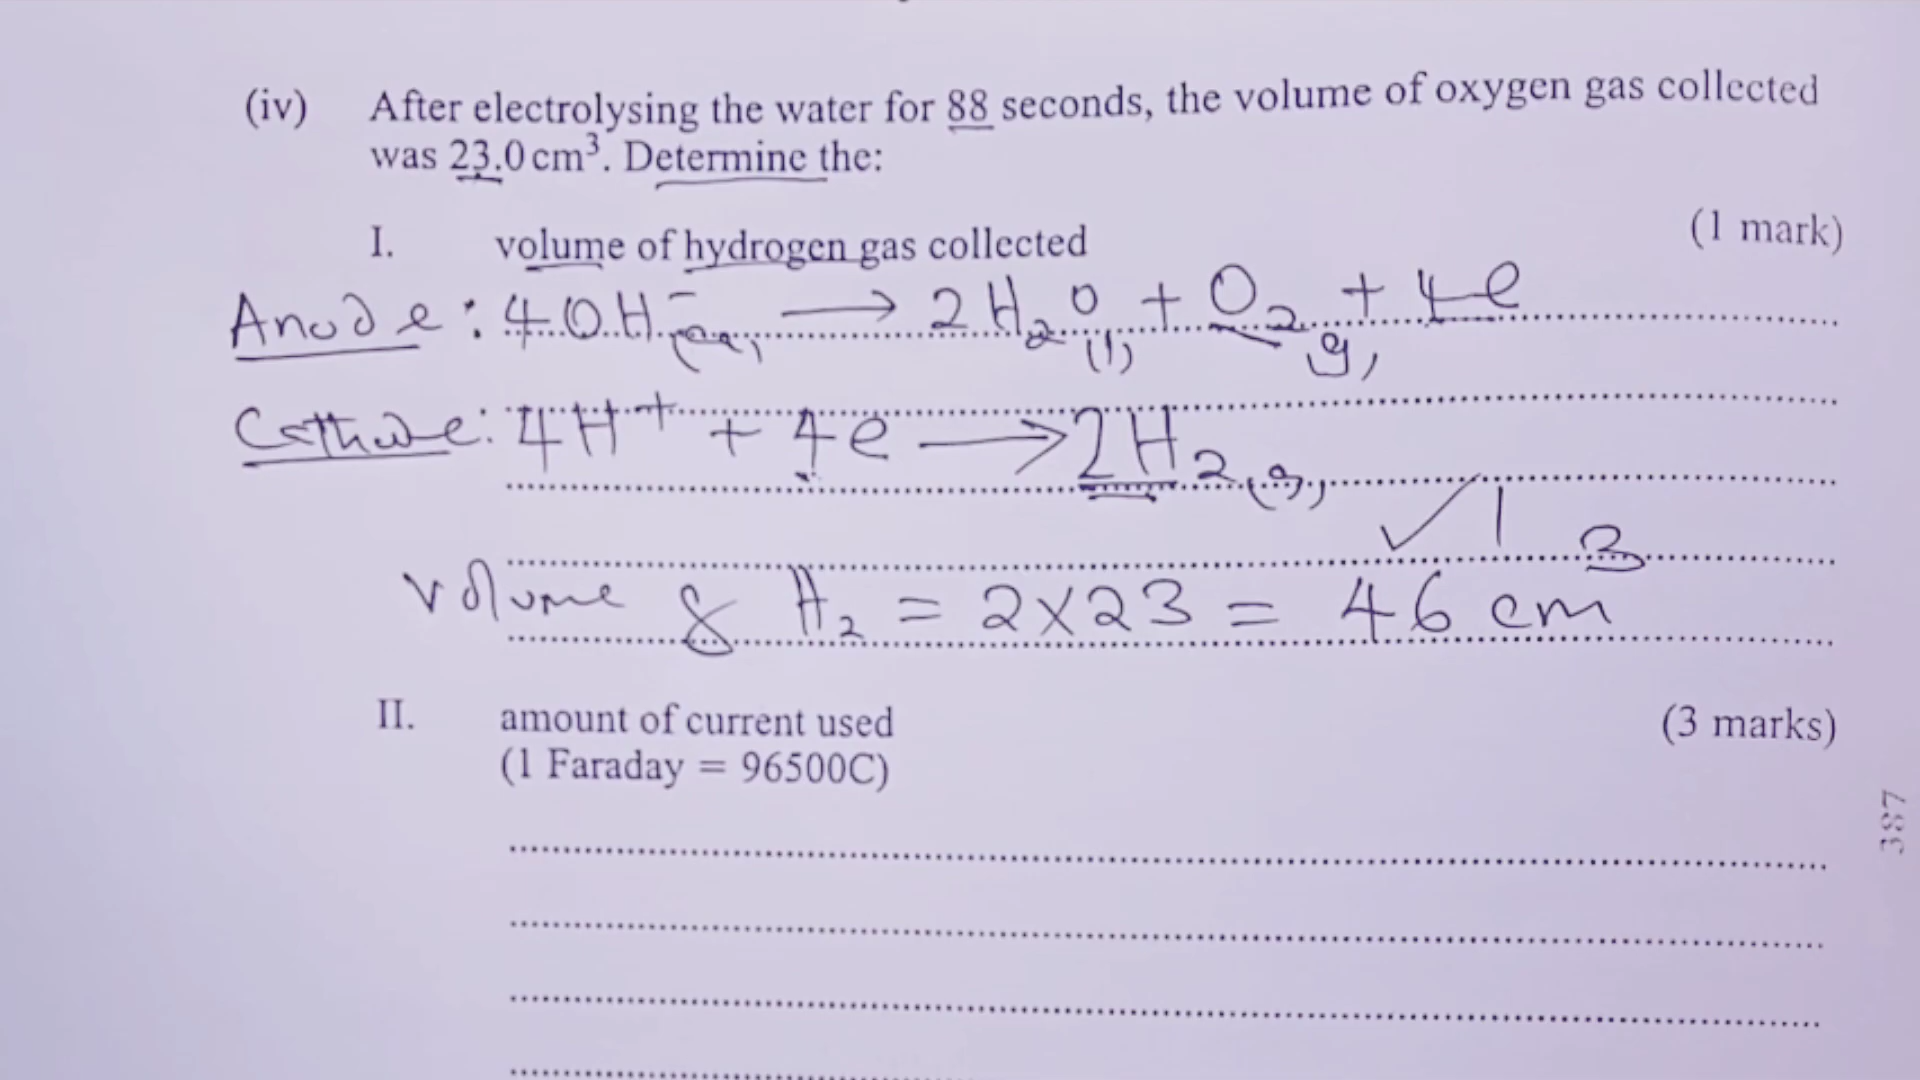 (iv) After electrolysing the water for 88 seconds, the volume of oxygen gas collected
was 23.0 cm³. Determine the:
I. volume of hydrogen gas collected (1 mark)
Anode: 4OH⁻(aq) → 2H₂O(l) + O₂(g) + 4e
Cathode: 4H⁺ + 4e → 2H₂(g)
✓1
volume of H₂ = 2×23 = 46 cm³
II. amount of current used (3 marks)
(1 Faraday = 96500C)
387